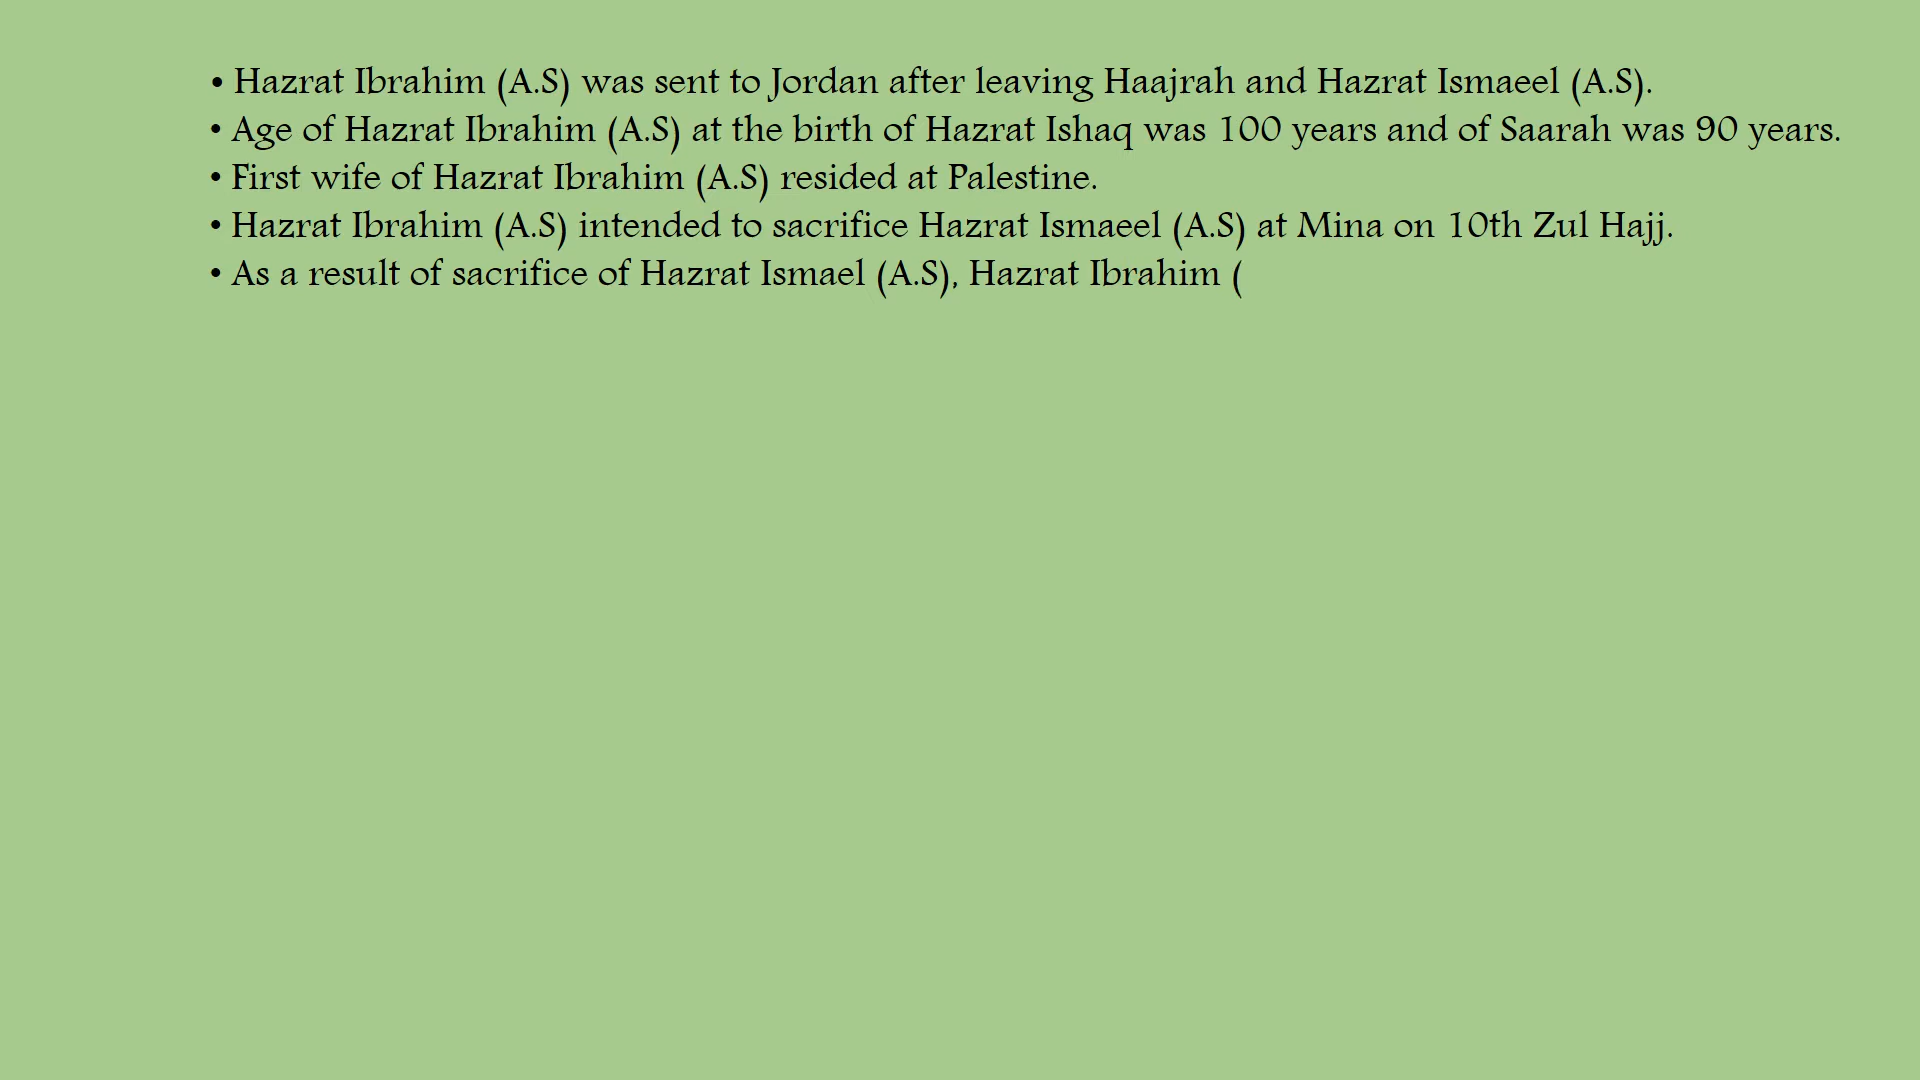 • Hazrat Ibrahim (A.S) was sent to Jordan after leaving Haajrah and Hazrat Ismaeel (A.S).
• Age of Hazrat Ibrahim (A.S) at the birth of Hazrat Ishaq was 100 years and of Saarah was 90 years.
• First wife of Hazrat Ibrahim (A.S) resided at Palestine.
• Hazrat Ibrahim (A.S) intended to sacrifice Hazrat Ismaeel (A.S) at Mina on 10th Zul Hajj.
• As a result of sacrifice of Hazrat Ismael (A.S), Hazrat Ibrahim (